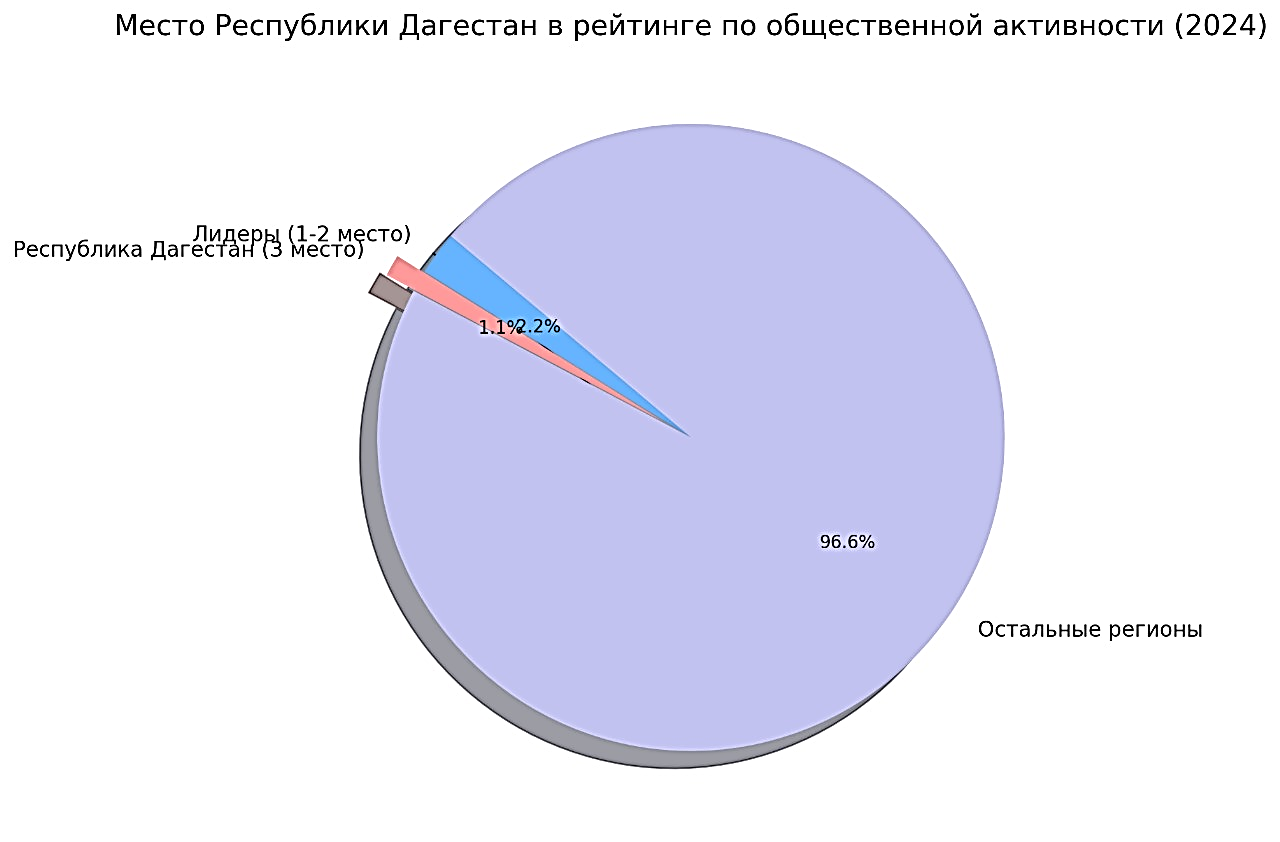 Место Республики Дагестан в рейтинге по общественной активности (2024)
Лидеры (1-2 место)
Республика Дагестан (3 место)
1.1%
2.2%
96.6%
Остальные регионы